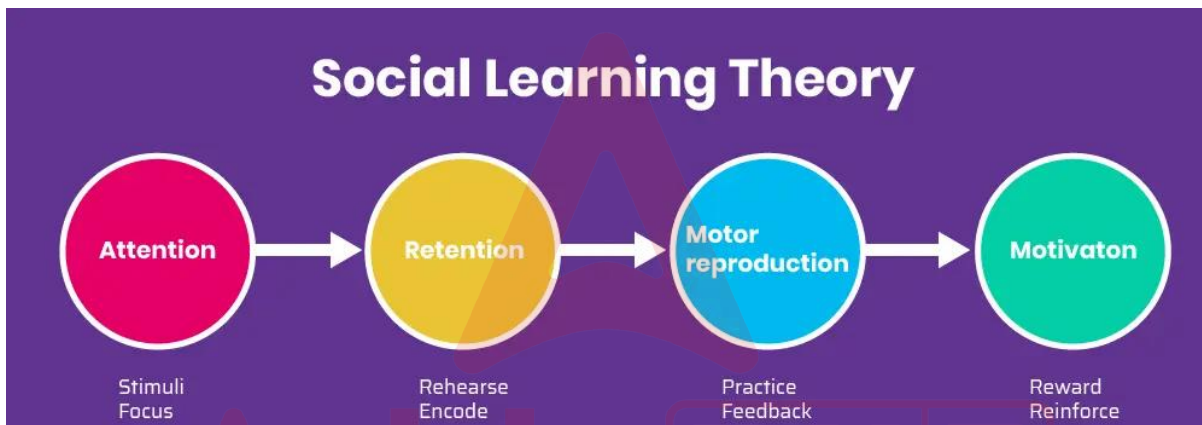 Social Learning Theory
Attention
Retention
Motor
reproduction
Motivaton
Stimuli
Focus
Rehearse
Encode
Practice
Feedback
Reward
Reinforce